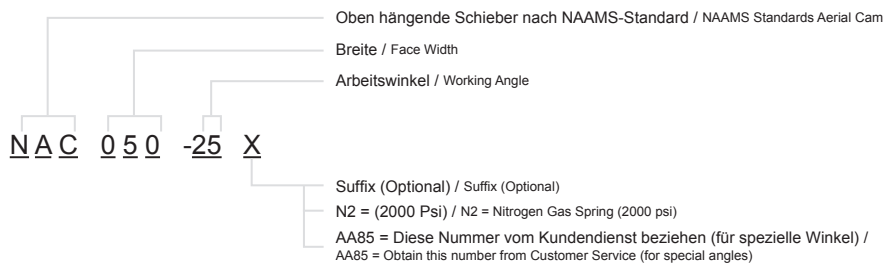 Oben hängende Schieber nach NAAMS-Standard / NAAMS Standards Aerial Cam
Breite / Face Width
Arbeitswinkel / Working Angle
NAC 050 -25 X
Suffix (Optional) / Suffix (Optional)
N2 = (2000 Psi) / N2 = Nitrogen Gas Spring (2000 psi)
AA85 = Diese Nummer vom Kundendienst beziehen (für spezielle Winkel) /
AA85 = Obtain this number from Customer Service (for special angles)